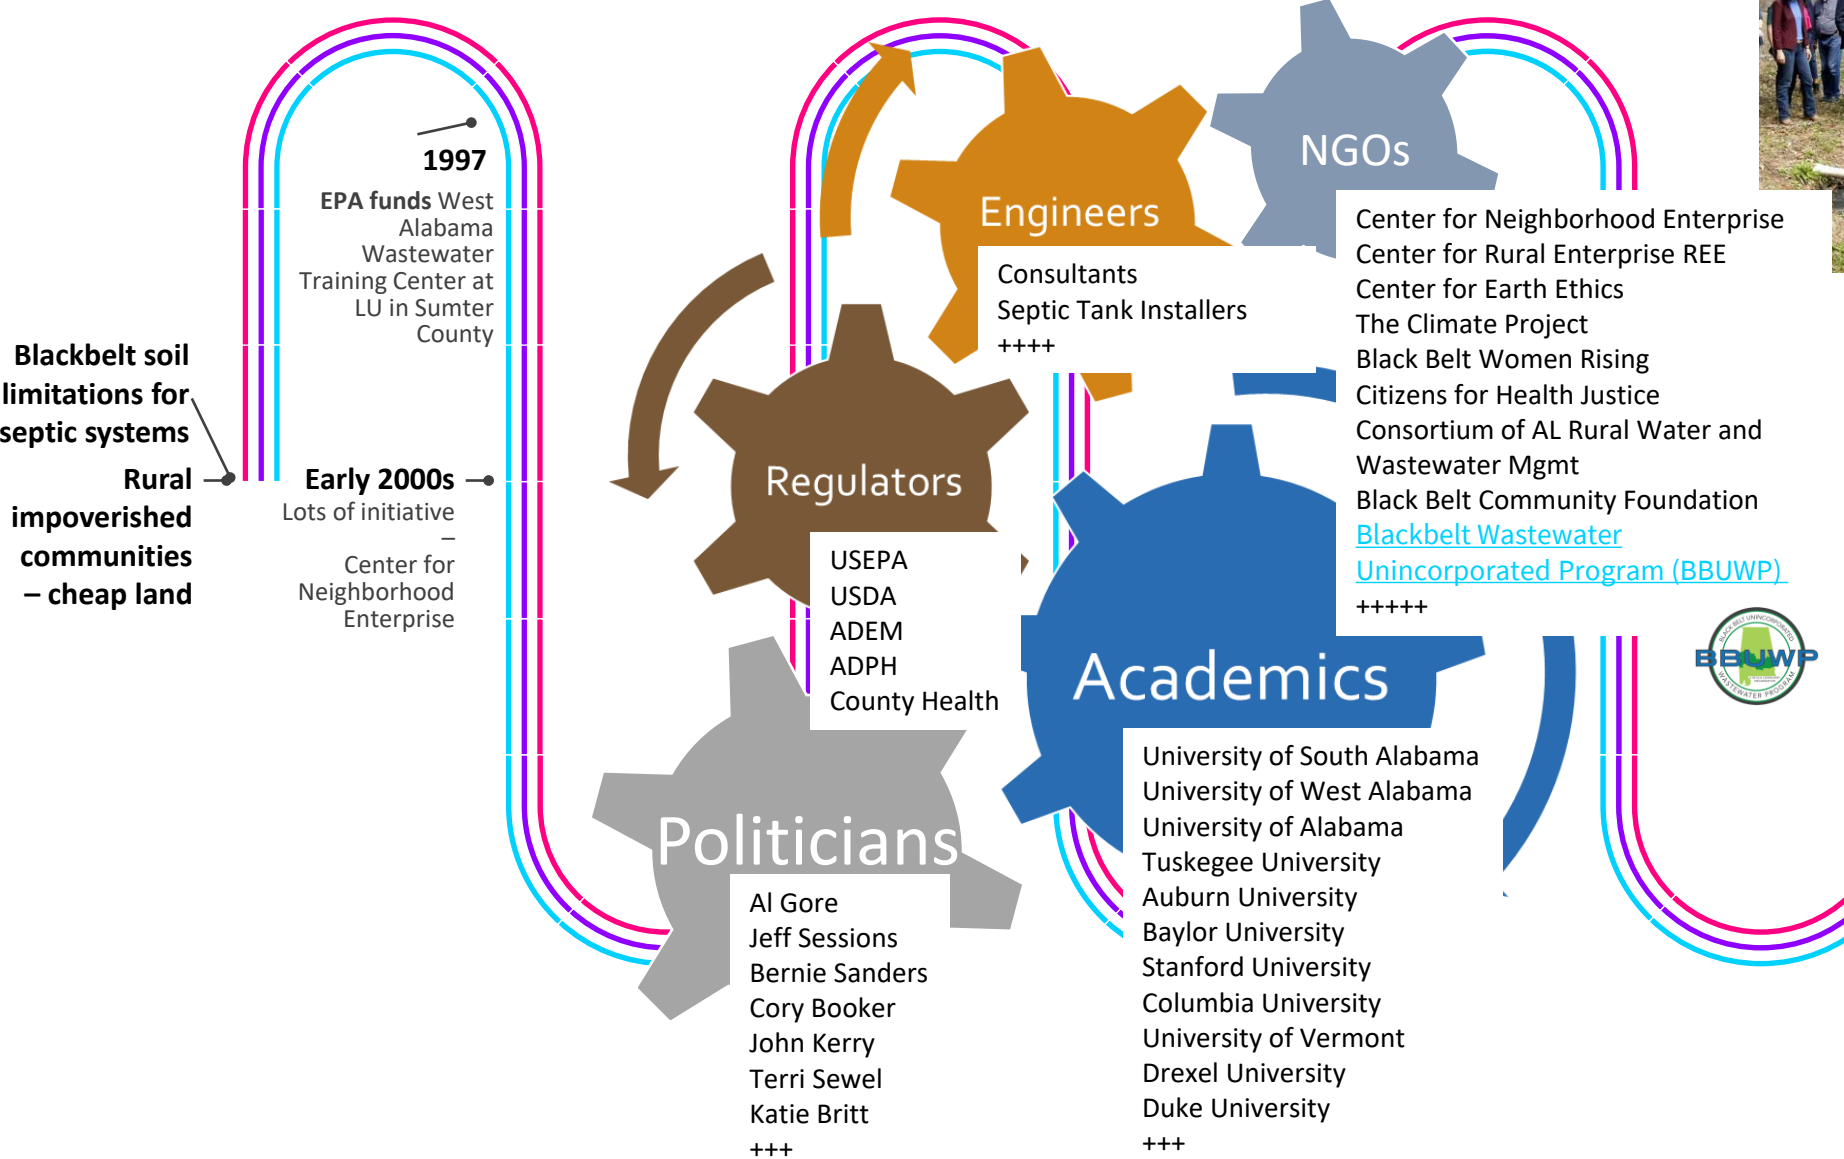 1997
EPA funds West
Alabama
Wastewater
Training Center at
LU in Sumter
County
Blackbelt soil
limitations for
septic systems
Rural
impoverished
communities
– cheap land
Early 2000s
Lots of initiative
–
Center for
Neighborhood
Enterprise
Engineers
Consultants
Septic Tank Installers
++++
NGOs
Center for Neighborhood Enterprise
Center for Rural Enterprise REE
Center for Earth Ethics
The Climate Project
Black Belt Women Rising
Citizens for Health Justice
Consortium of AL Rural Water and
Wastewater Mgmt
Black Belt Community Foundation
Blackbelt Wastewater
Unincorporated Program (BBUWP)
+++++
BLACK BELT UNINCORPORATED
BBUWP
WASTEWATER PROGRAM
Regulators
USEPA
USDA
ADEM
ADPH
County Health
Academics
University of South Alabama
University of West Alabama
University of Alabama
Tuskegee University
Auburn University
Baylor University
Stanford University
Columbia University
University of Vermont
Drexel University
Duke University
+++
Politicians
Al Gore
Jeff Sessions
Bernie Sanders
Cory Booker
John Kerry
Terri Sewel
Katie Britt
+++